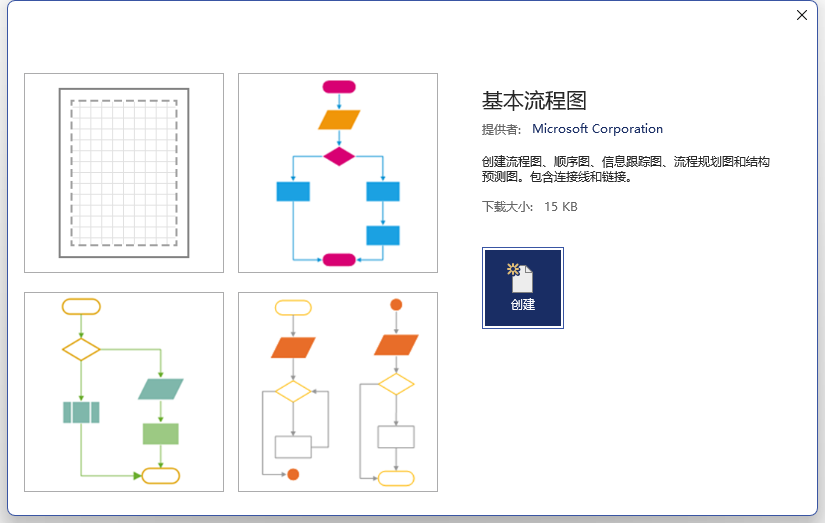 基本流程图
提供者: Microsoft Corporation
创建流程图、顺序图、信息跟踪图、流程规划图和结构
预测图。包含连接线和链接。
下载大小: 15 KB
创建